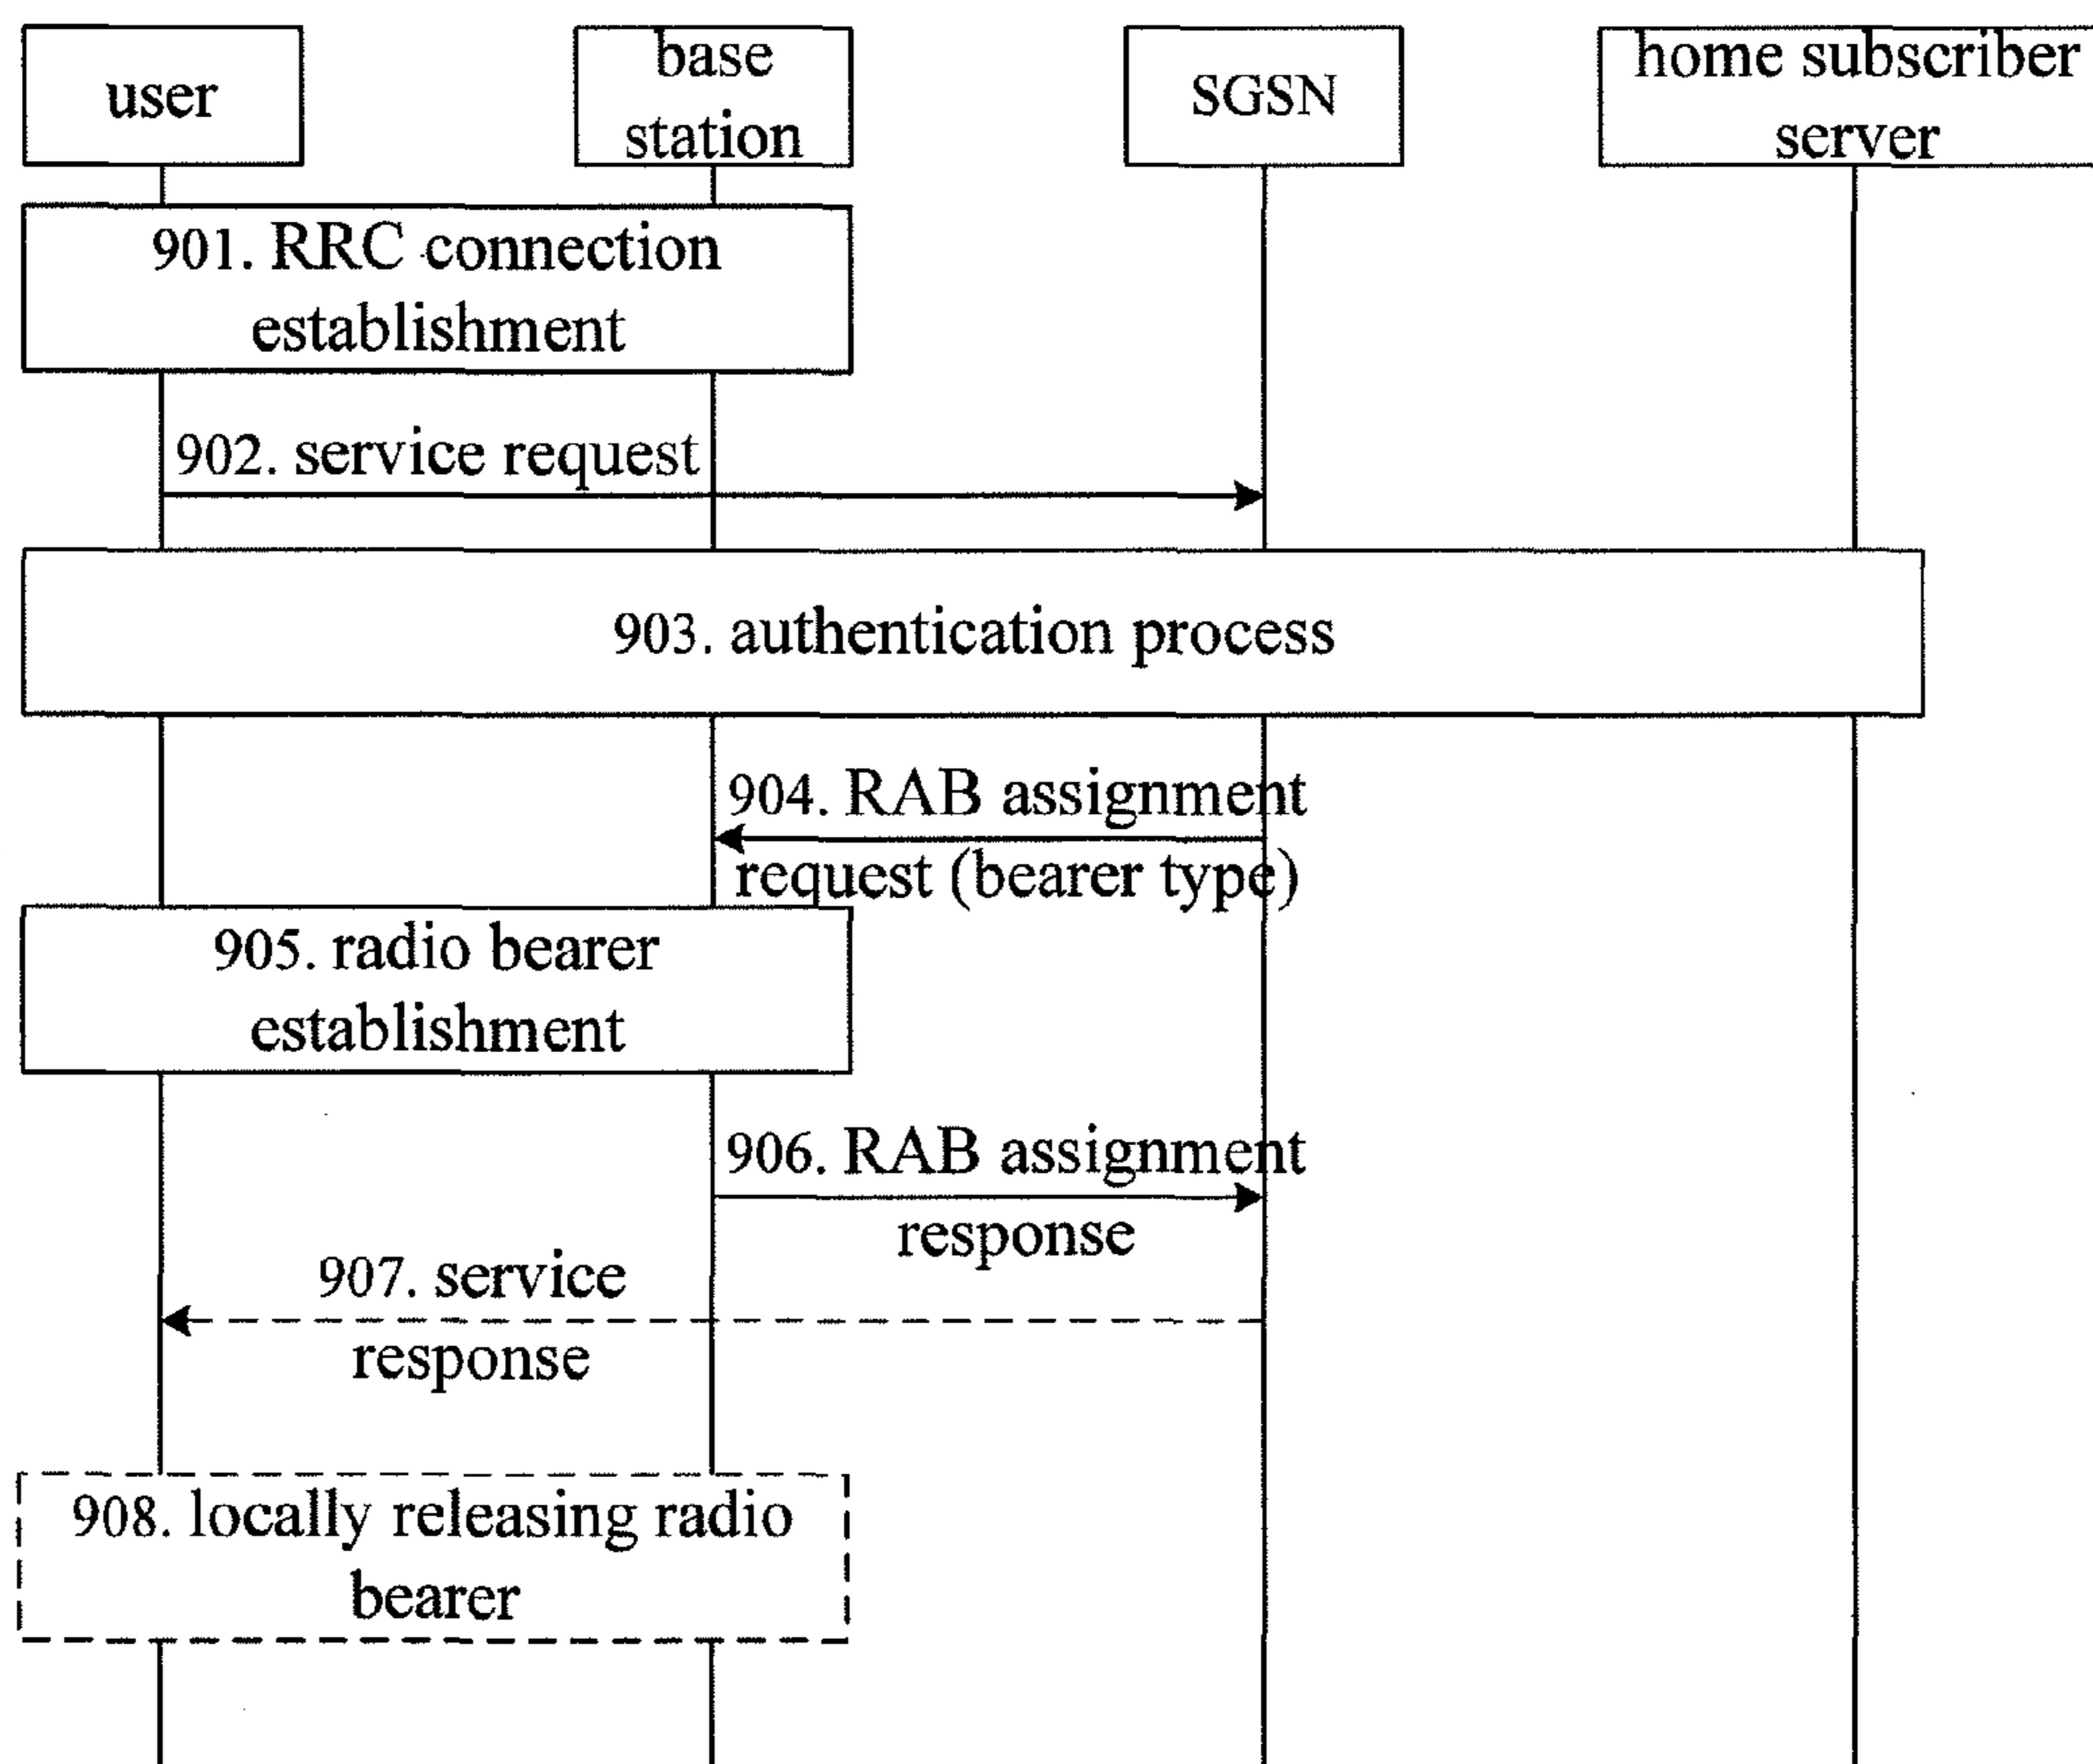 user
base
station
SGSN
home subscriber
server
901. RRC connection
establishment
902. service request
903. authentication process
904. RAB assignment
request (bearer type)
905. radio bearer
establishment
906. RAB assignment
response
907. service
response
908. locally releasing radio
bearer